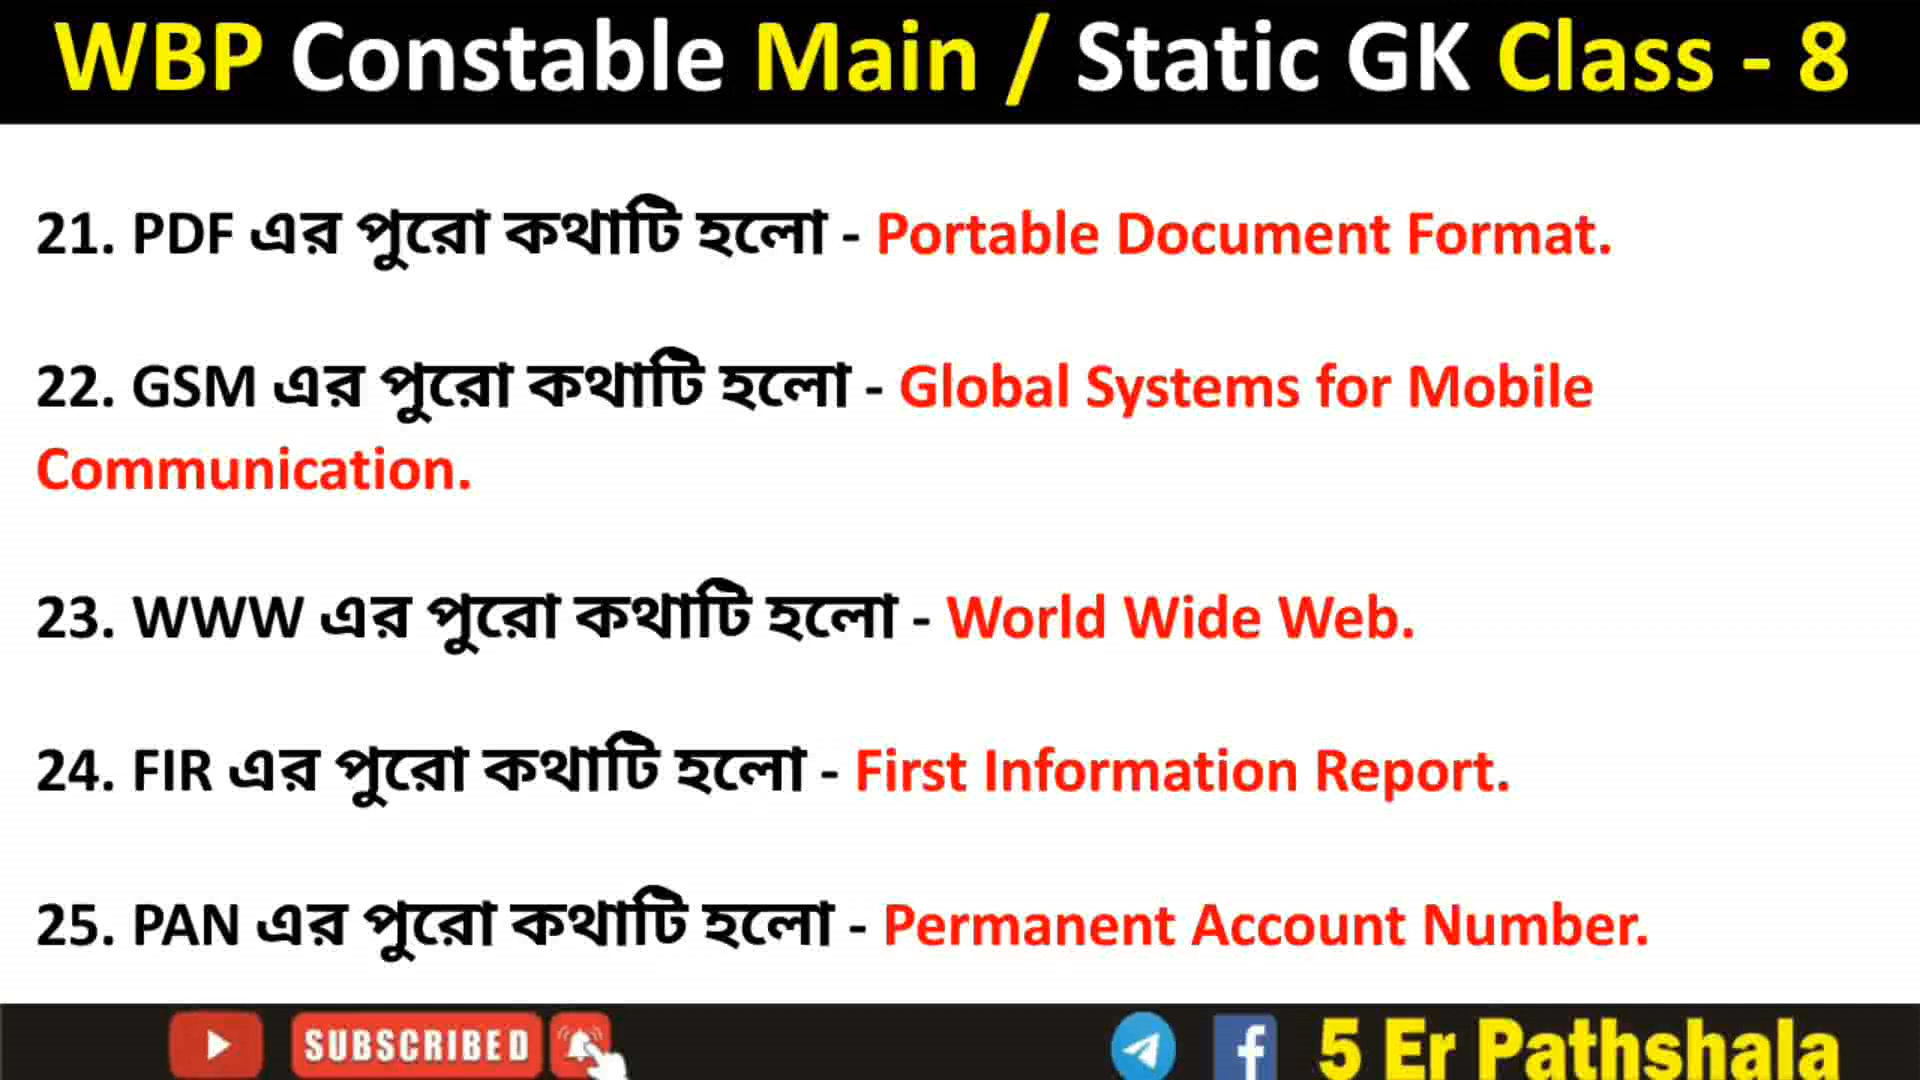 WBP Constable Main / Static GK Class - 8
21. PDF এর পুরো কথাটি হলো - Portable Document Format.
22. GSM এর পুরো কথাটি হলো - Global Systems for Mobile
Communication.
23. WWW এর পুরো কথাটি হলো - World Wide Web.
24. FIR এর পুরো কথাটি হলো - First Information Report.
25. PAN এর পুরো কথাটি হলো - Permanent Account Number.
SUBSCRIBED
5 Er Pathshala